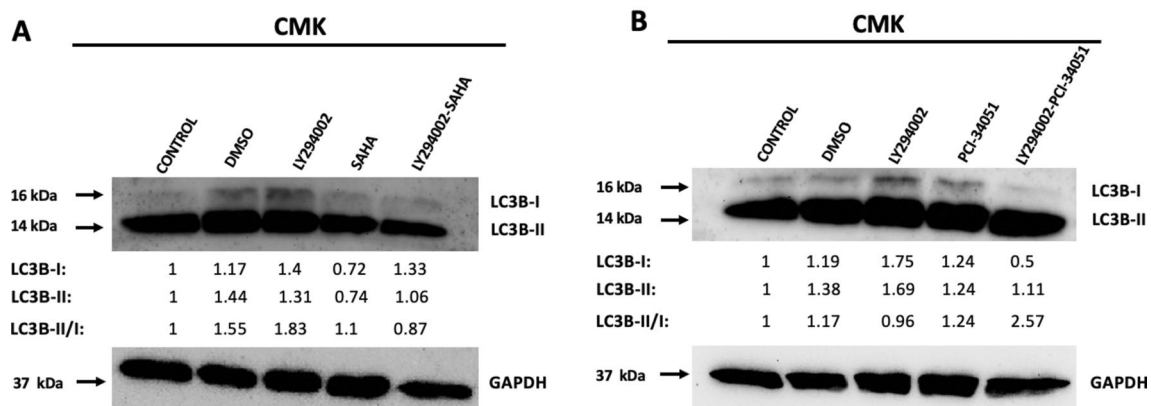 A
CMK
CONTROL
DMSO
LY294002
SAHA
LY294002-SAHA
16 kDa
LC3B-I
14 kDa
LC3B-II
LC3B-I: 1 1.17 1.4 0.72 1.33
LC3B-II: 1 1.44 1.31 0.74 1.06
LC3B-II/I: 1 1.55 1.83 1.1 0.87
37 kDa
GAPDH
B
CMK
CONTROL
DMSO
LY294002
PCI-34051
LY294002-PCI-34051
16 kDa
LC3B-I
14 kDa
LC3B-II
LC3B-I: 1 1.19 1.75 1.24 0.5
LC3B-II: 1 1.38 1.69 1.24 1.11
LC3B-II/I: 1 1.17 0.96 1.24 2.57
37 kDa
GAPDH